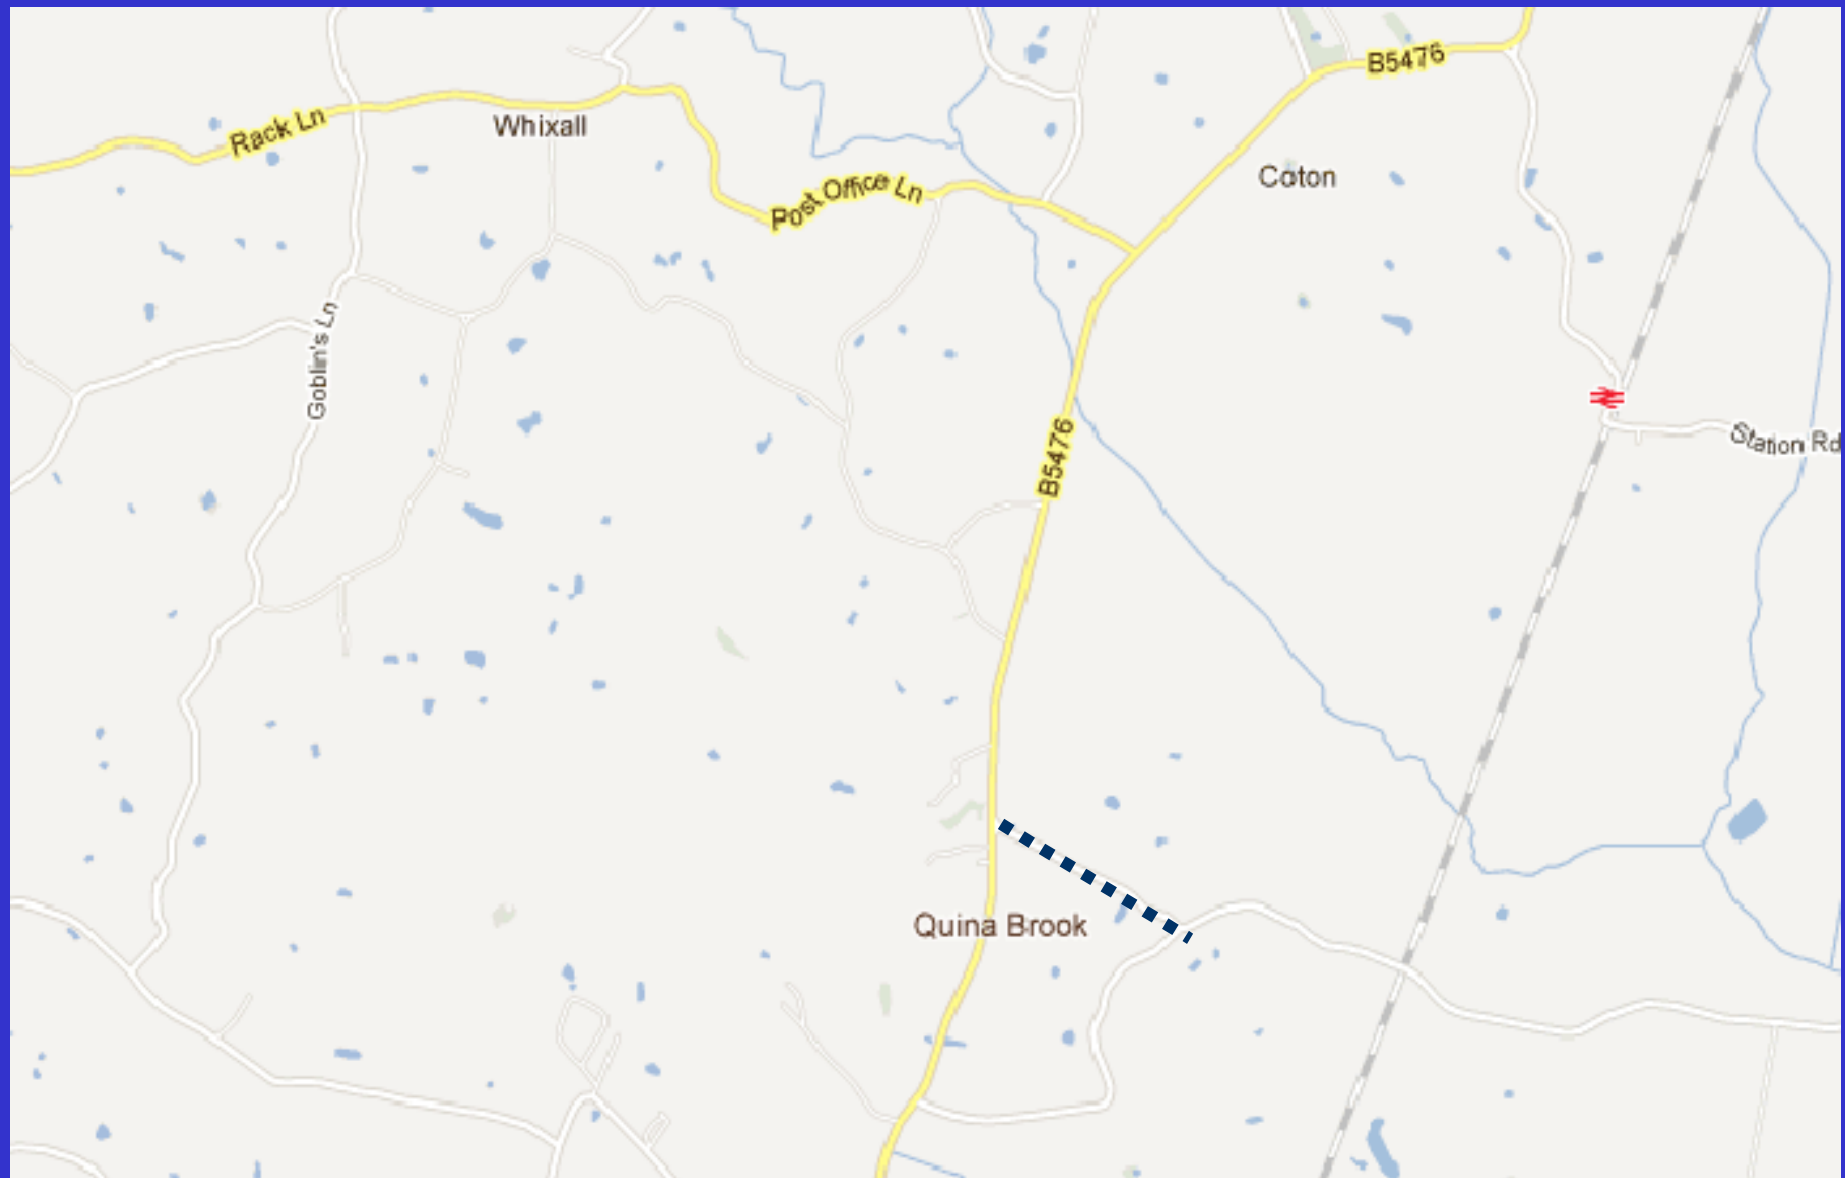 B5476
Rack Ln
Whixall
Coton
Post Office Ln
Goblin's Ln
Station Rd
B5476
Quina Brook